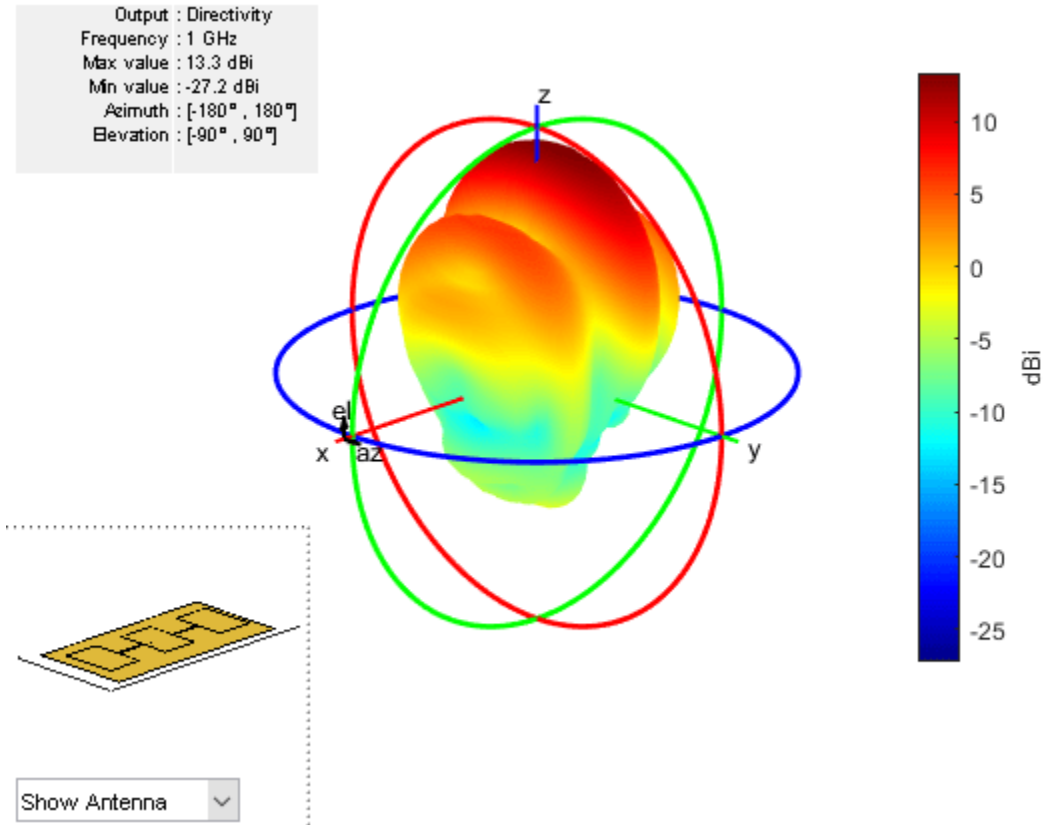 Output : Directivity
Frequency : 1 GHz
Max value : 13.3 dBi
Min value : -27.2 dBi
Azimuth : [-180° , 180°]
Elevation : [-90° , 90°]
z
el
x
az
y
10
5
0
-5
-10
-15
-20
-25
dBi
Show Antenna